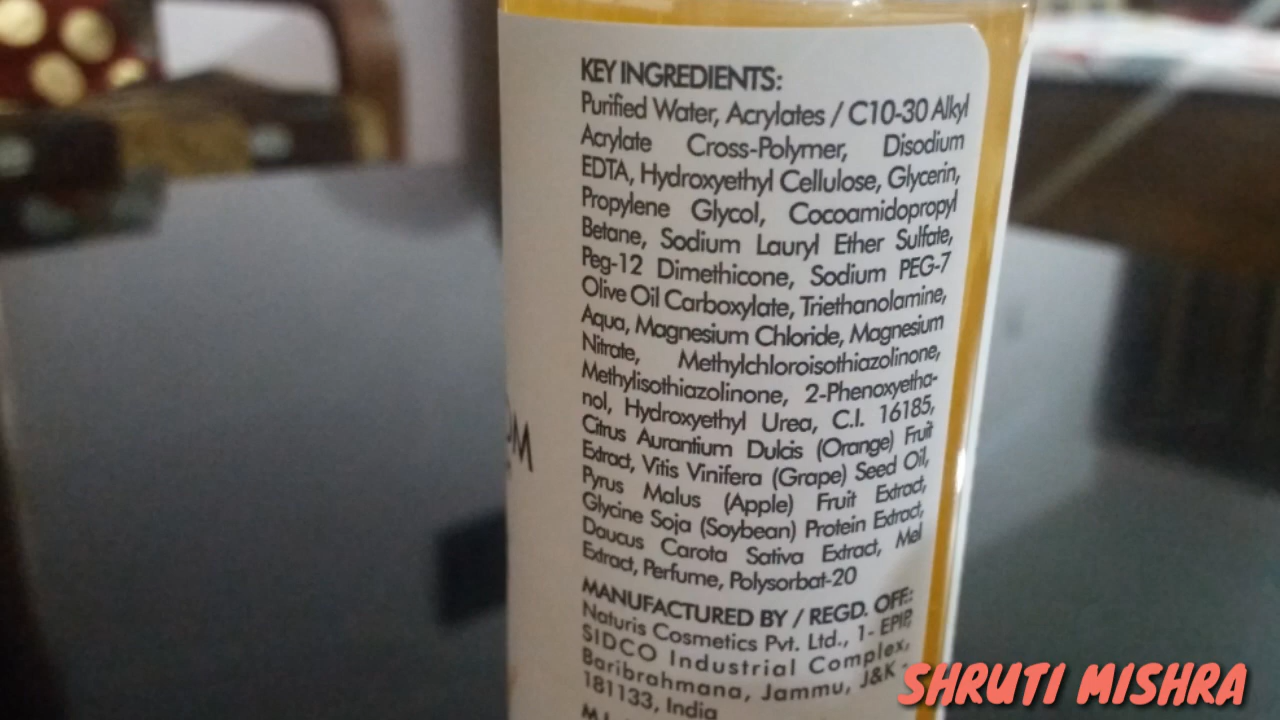 KEY INGREDIENTS:
Purified Water, Acrylates / C10-30 Alkyl
Acrylate Cross-Polymer, Disodium
EDTA, Hydroxyethyl Cellulose, Glycerin,
Propylene Glycol, Cocoamidopropyl
Betane, Sodium Lauryl Ether Sulfate,
Peg-12 Dimethicone, Sodium PEG-7
Olive Oil Carboxylate, Triethanolamine,
Aqua, Magnesium Chloride, Magnesium
Nitrate, Methylchloroisothiazolinone,
Methylisothiazolinone, 2-Phenoxyetha-
nol, Hydroxyethyl Urea, C.I. 16185,
Citrus Aurantium Dulcis (Orange) Fruit
Extract, Vitis Vinifera (Grape) Seed Oil,
Pyrus Malus (Apple) Fruit Extract,
Glycine Soja (Soybean) Protein Extract,
Daucus Carota Sativa Extract, Mel
Extract, Perfume, Polysorbat-20
MANUFACTURED BY / REGD. OFF.:
Naturis Cosmetics Pvt. Ltd., 1- EPIP,
SIDCO Industrial Complex,
Baribrahmana, Jammu, J&K -
181133, India
SHRUTI MISHRA